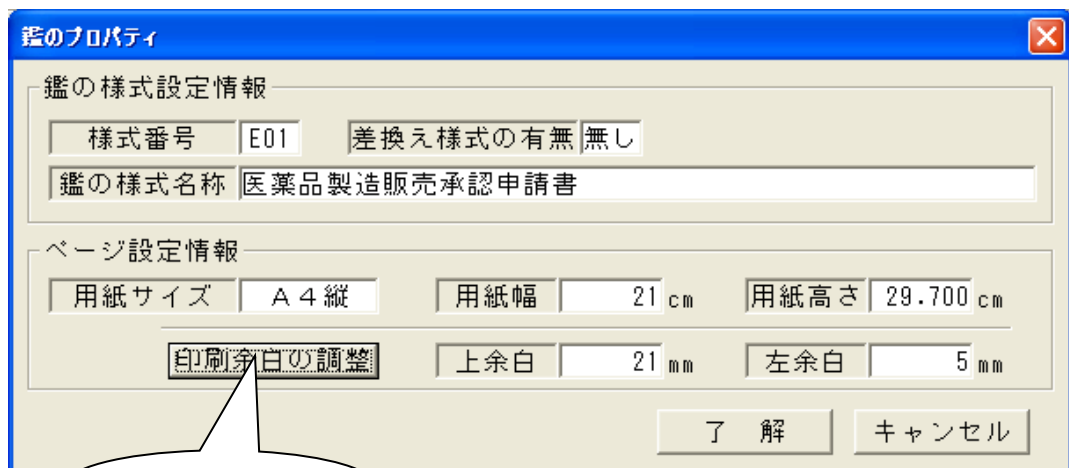 鑑のプロパティ
鑑の様式設定情報
様式番号 E01 差換え様式の有無 無し
鑑の様式名称 医薬品製造販売承認申請書
ページ設定情報
用紙サイズ A4縦 用紙幅 21 cm 用紙高さ 29.700 cm
印刷余白の調整 上余白 21 mm 左余白 5 mm
了 解 キャンセル